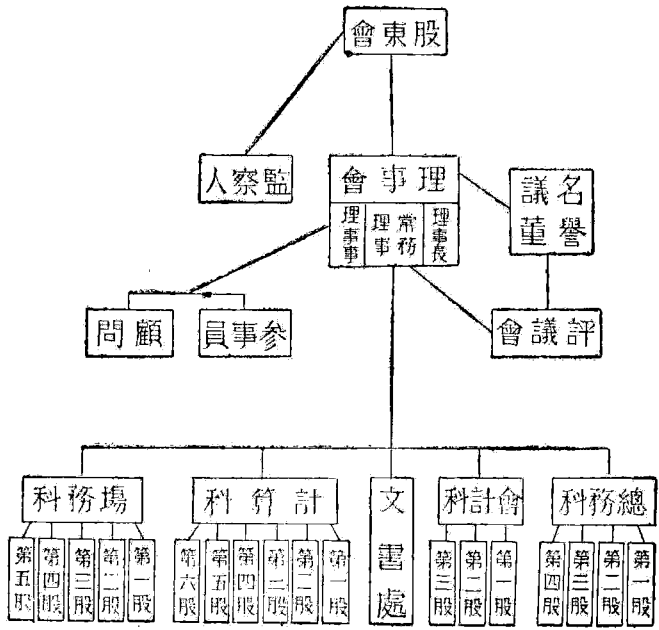 股東會
監察人
理事會
理事長
常務
理事
理事事
名譽
議董
顧問
參事員
評議會
總務科
第一股
第二股
第三股
第四股
會計科
第一股
第二股
第三股
文書處
計算科
第一股
第二股
第三股
第四股
第五股
第六股
場務科
第一股
第二股
第三股
第四股
第五股